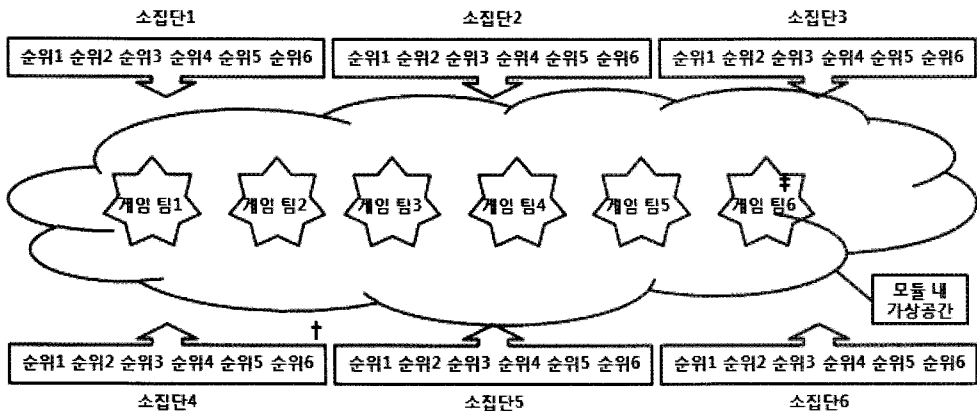 소집단1 소집단2 소집단3
순위1 순위2 순위3 순위4 순위5 순위6 순위1 순위2 순위3 순위4 순위5 순위6 순위1 순위2 순위3 순위4 순위5 순위6
게임 팀1 게임 팀2 게임 팀3 게임 팀4 게임 팀5 게임 팀6 ‡
모듈 내
가상공간
†
순위1 순위2 순위3 순위4 순위5 순위6 순위1 순위2 순위3 순위4 순위5 순위6 순위1 순위2 순위3 순위4 순위5 순위6
소집단4 소집단5 소집단6